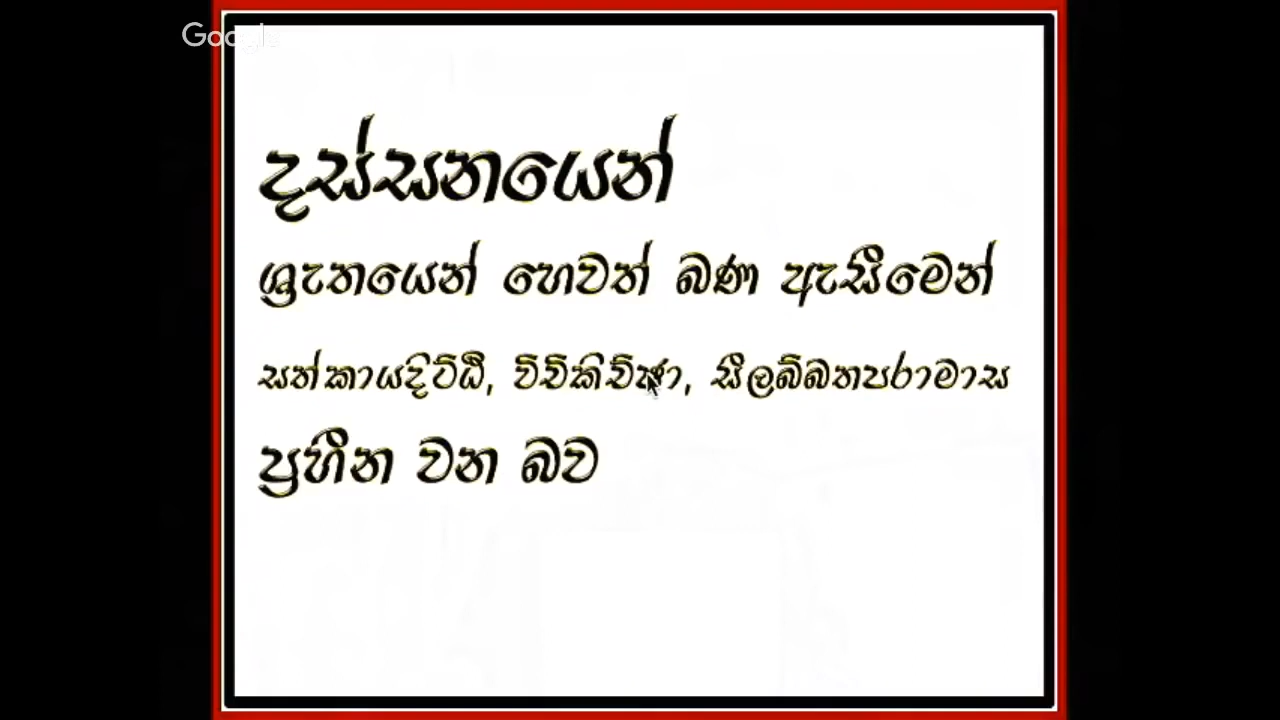 Google
දස්සනයෙන්
ශ්‍රැතයෙන් හෙවත් බණ ඇසීමෙන්
සත්කායදිට්ඨි, විචිකිච්ඡා, සීලබ්බතපරාමාස
ප්‍රහීන වන බව